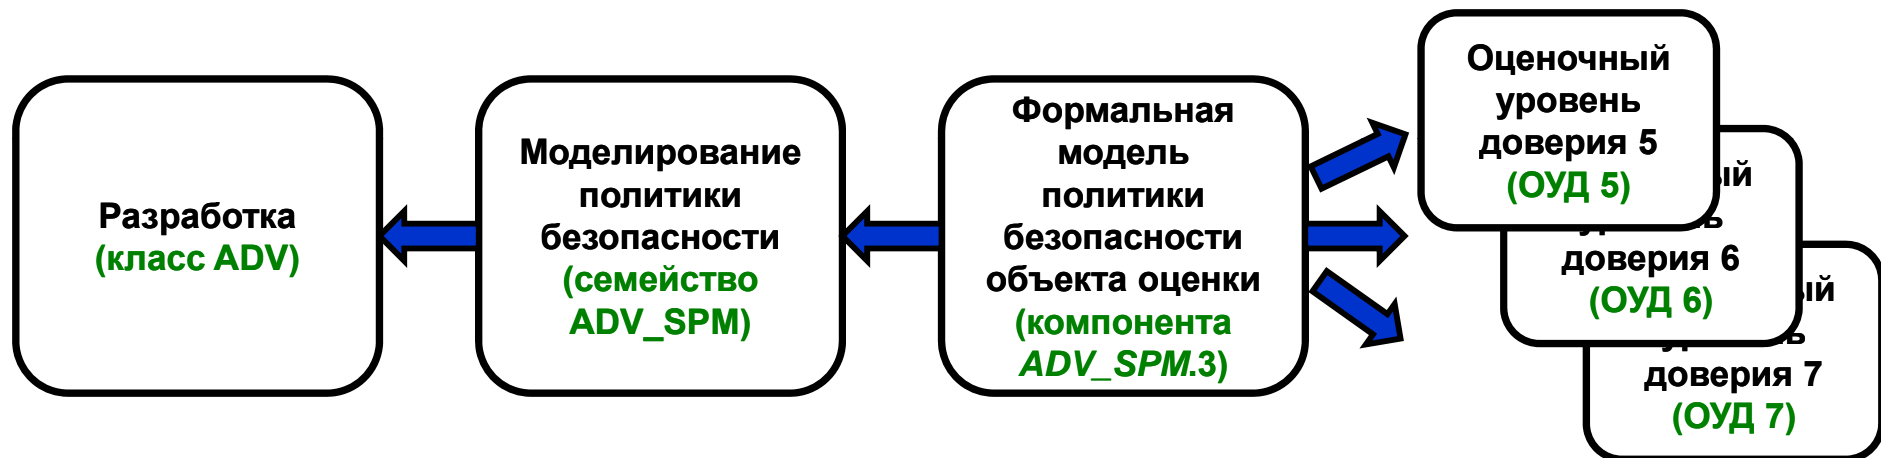 Разработка
(класс ADV)
Моделирование
политики
безопасности
(семейство
ADV_SPM)
Формальная
модель
политики
безопасности
объекта оценки
(компонента
ADV_SPM.3)
Оценочный
уровень
доверия 5
(ОУД 5)
доверия 6
(ОУД 6)
доверия 7
(ОУД 7)